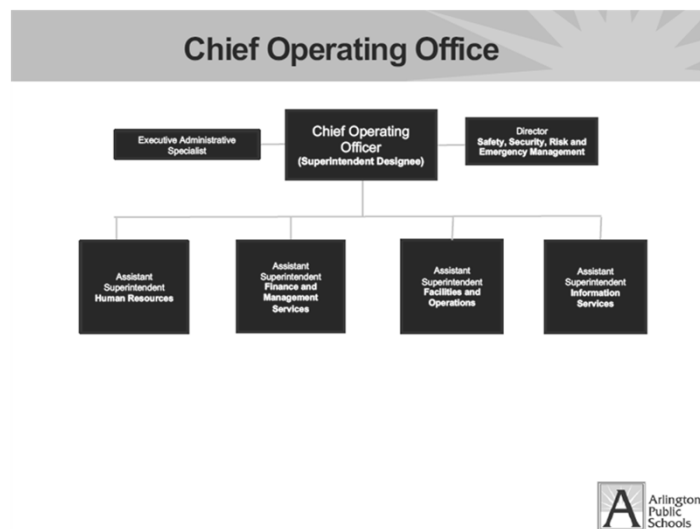 Chief Operating Office
Executive Administrative
Specialist
Chief Operating
Officer
(Superintendent Designee)
Director
Safety, Security, Risk and
Emergency Management
Assistant
Superintendent
Human Resources
Assistant
Superintendent
Finance and
Management
Services
Assistant
Superintendent
Facilities and
Operations
Assistant
Superintendent
Information
Services
A
Arlington
Public
Schools